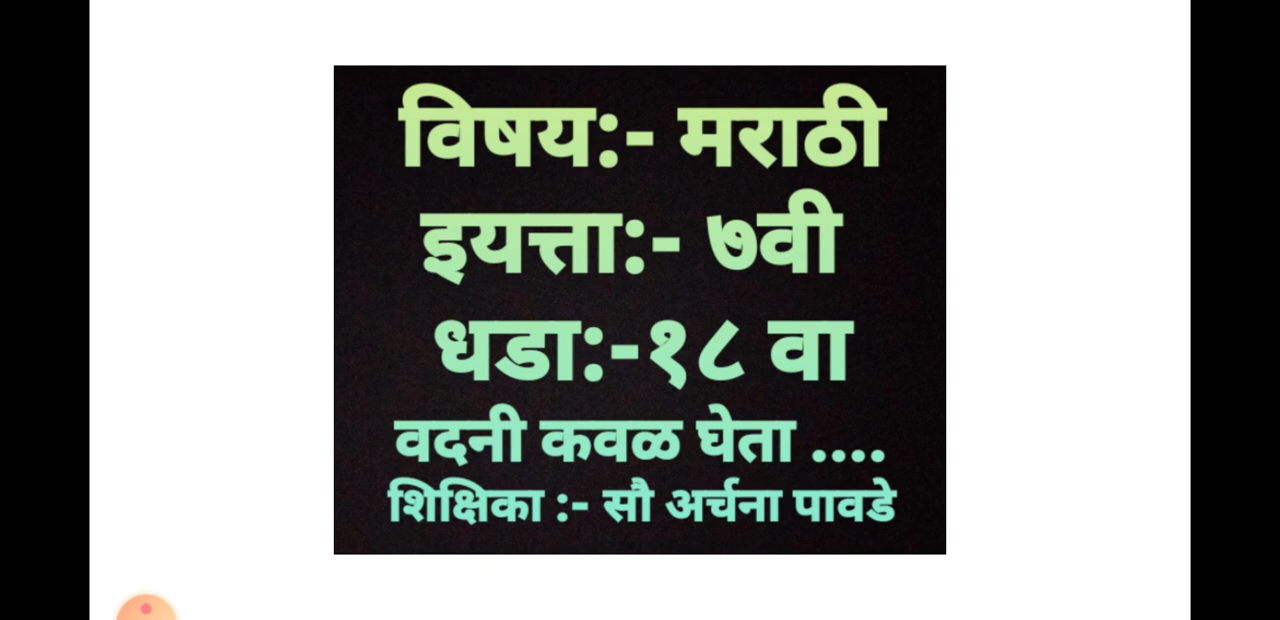 विषय:- मराठी
इयत्ता:- ७वी
धडा:-१८ वा
वदनी कवळ घेता ....
शिक्षिका :- सौ अर्चना पावडे